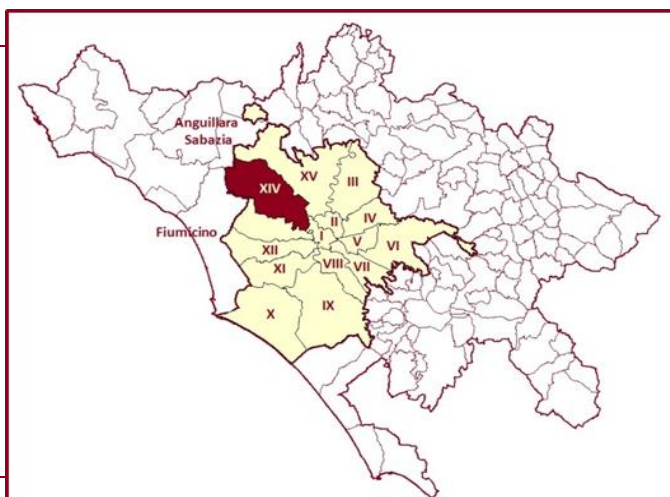 Anguillara
Sabazia
XV
III
XIV
II
IV
Fiumicino
I
V
VI
XII
VIII
VII
XI
X
IX